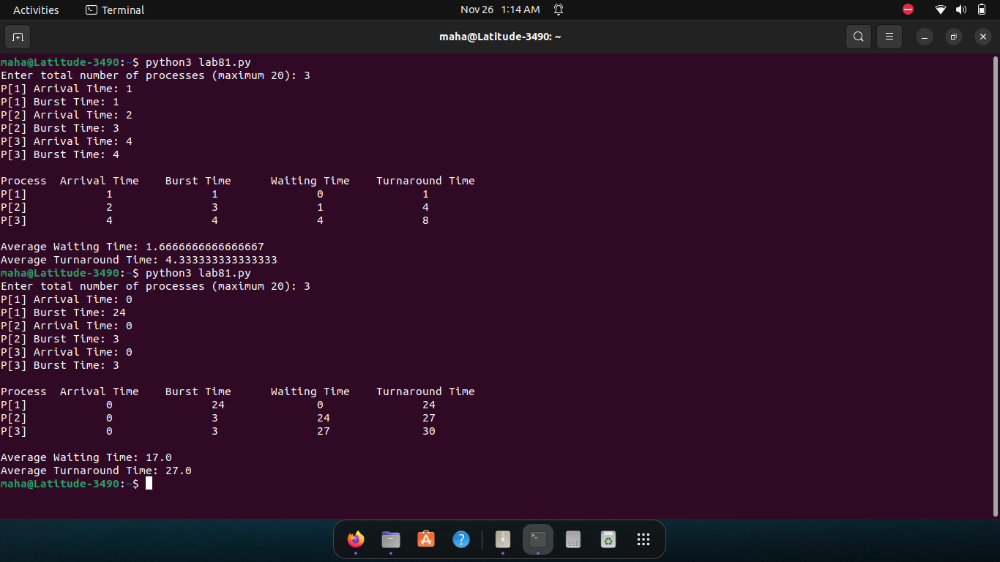 Activities Terminal Nov 26 1:14 AM
maha@Latitude-3490: ~
maha@Latitude-3490:~$ python3 lab81.py
Enter total number of processes (maximum 20): 3
P[1] Arrival Time: 1
P[1] Burst Time: 1
P[2] Arrival Time: 2
P[2] Burst Time: 3
P[3] Arrival Time: 4
P[3] Burst Time: 4
Process Arrival Time Burst Time Waiting Time Turnaround Time
P[1] 1 1 0 1
P[2] 2 3 1 4
P[3] 4 4 4 8
Average Waiting Time: 1.6666666666666667
Average Turnaround Time: 4.333333333333333
maha@Latitude-3490:~$ python3 lab81.py
Enter total number of processes (maximum 20): 3
P[1] Arrival Time: 0
P[1] Burst Time: 24
P[2] Arrival Time: 0
P[2] Burst Time: 3
P[3] Arrival Time: 0
P[3] Burst Time: 3
Process Arrival Time Burst Time Waiting Time Turnaround Time
P[1] 0 24 0 24
P[2] 0 3 24 27
P[3] 0 3 27 30
Average Waiting Time: 17.0
Average Turnaround Time: 27.0
maha@Latitude-3490:~$
SSD